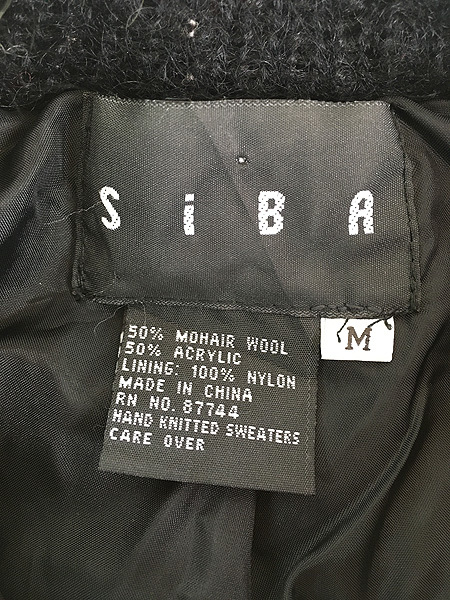 SiBA
50% MOHAIR WOOL
50% ACRYLIC
LINING: 100% NYLON
MADE IN CHINA
RN NO. 87744
HAND KNITTED SWEATERS
CARE OVER
M